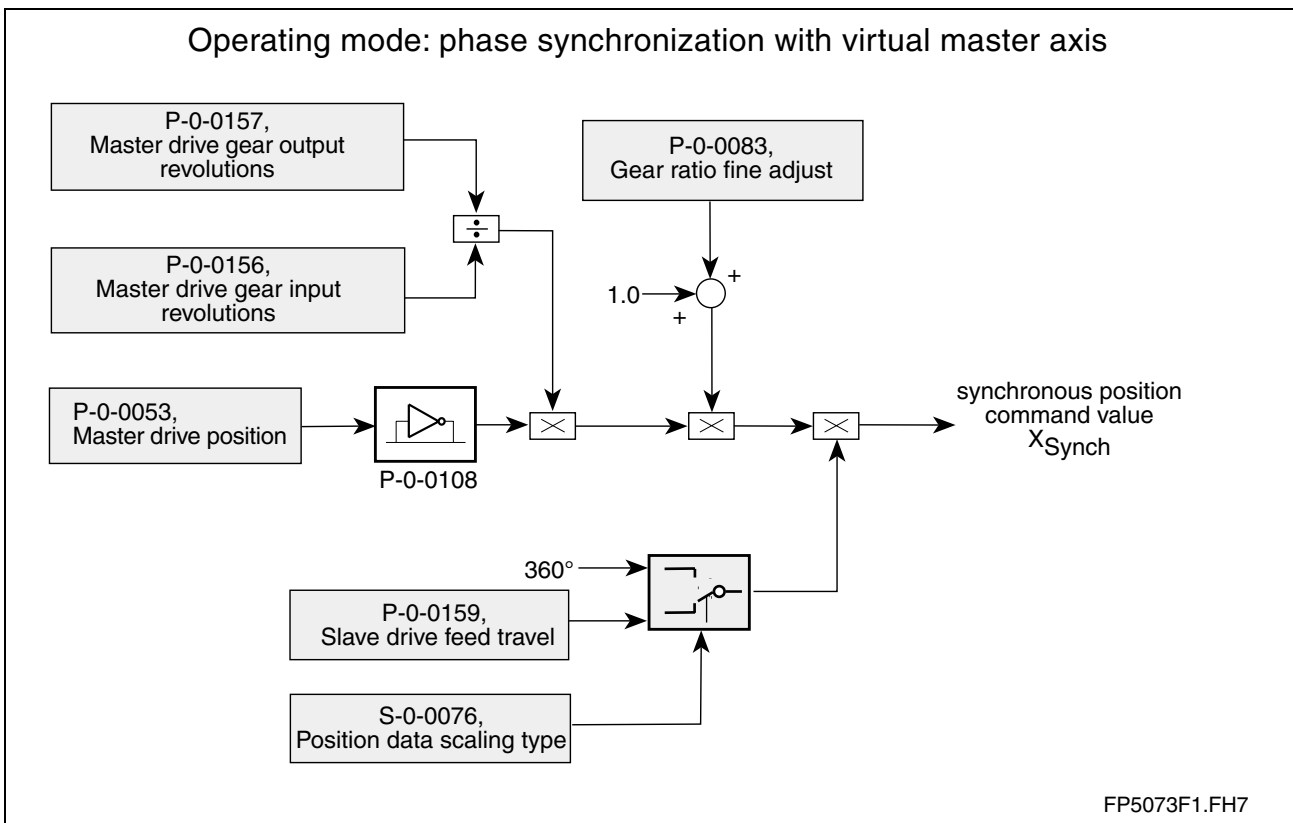 Operating mode: phase synchronization with virtual master axis
P-0-0157,
Master drive gear output
revolutions
P-0-0083,
Gear ratio fine adjust
÷
P-0-0156,
Master drive gear input
revolutions
1.0
+
+
P-0-0053,
Master drive position
P-0-0108
×
×
×
synchronous position
command value
XSynch
360°
P-0-0159,
Slave drive feed travel
S-0-0076,
Position data scaling type
FP5073F1.FH7